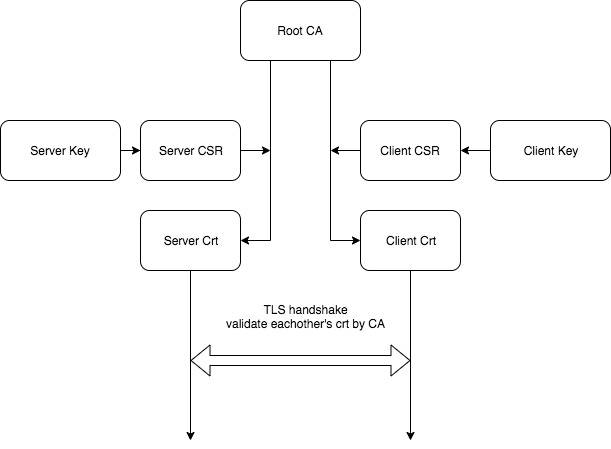 Root CA
Server Key
Server CSR
Client CSR
Client Key
Server Crt
Client Crt
TLS handshake
validate eachother's crt by CA